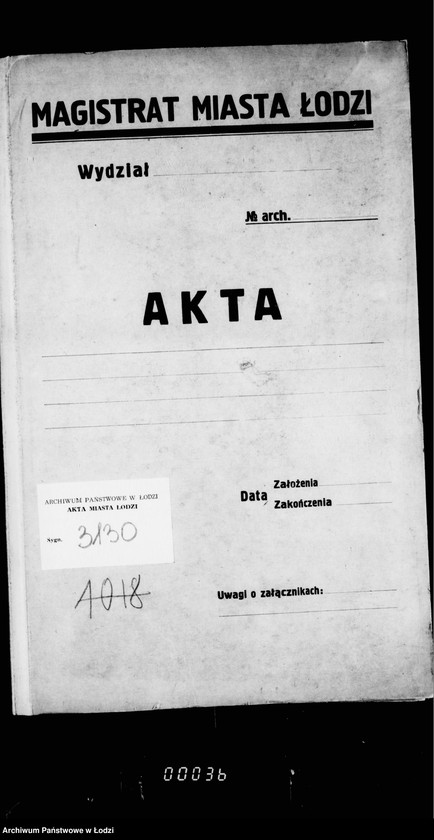 MAGISTRAT MIASTA ŁODZI
Wydział
№ arch.
AKTA
Data Założenia
Zakończenia
ARCHIWUM PAŃSTWOWE W ŁODZI
AKTA MIASTA ŁODZI
Sygn. 3130
1018
Uwagi o załącznikach:
00036
Archiwum Państwowe w Łodzi